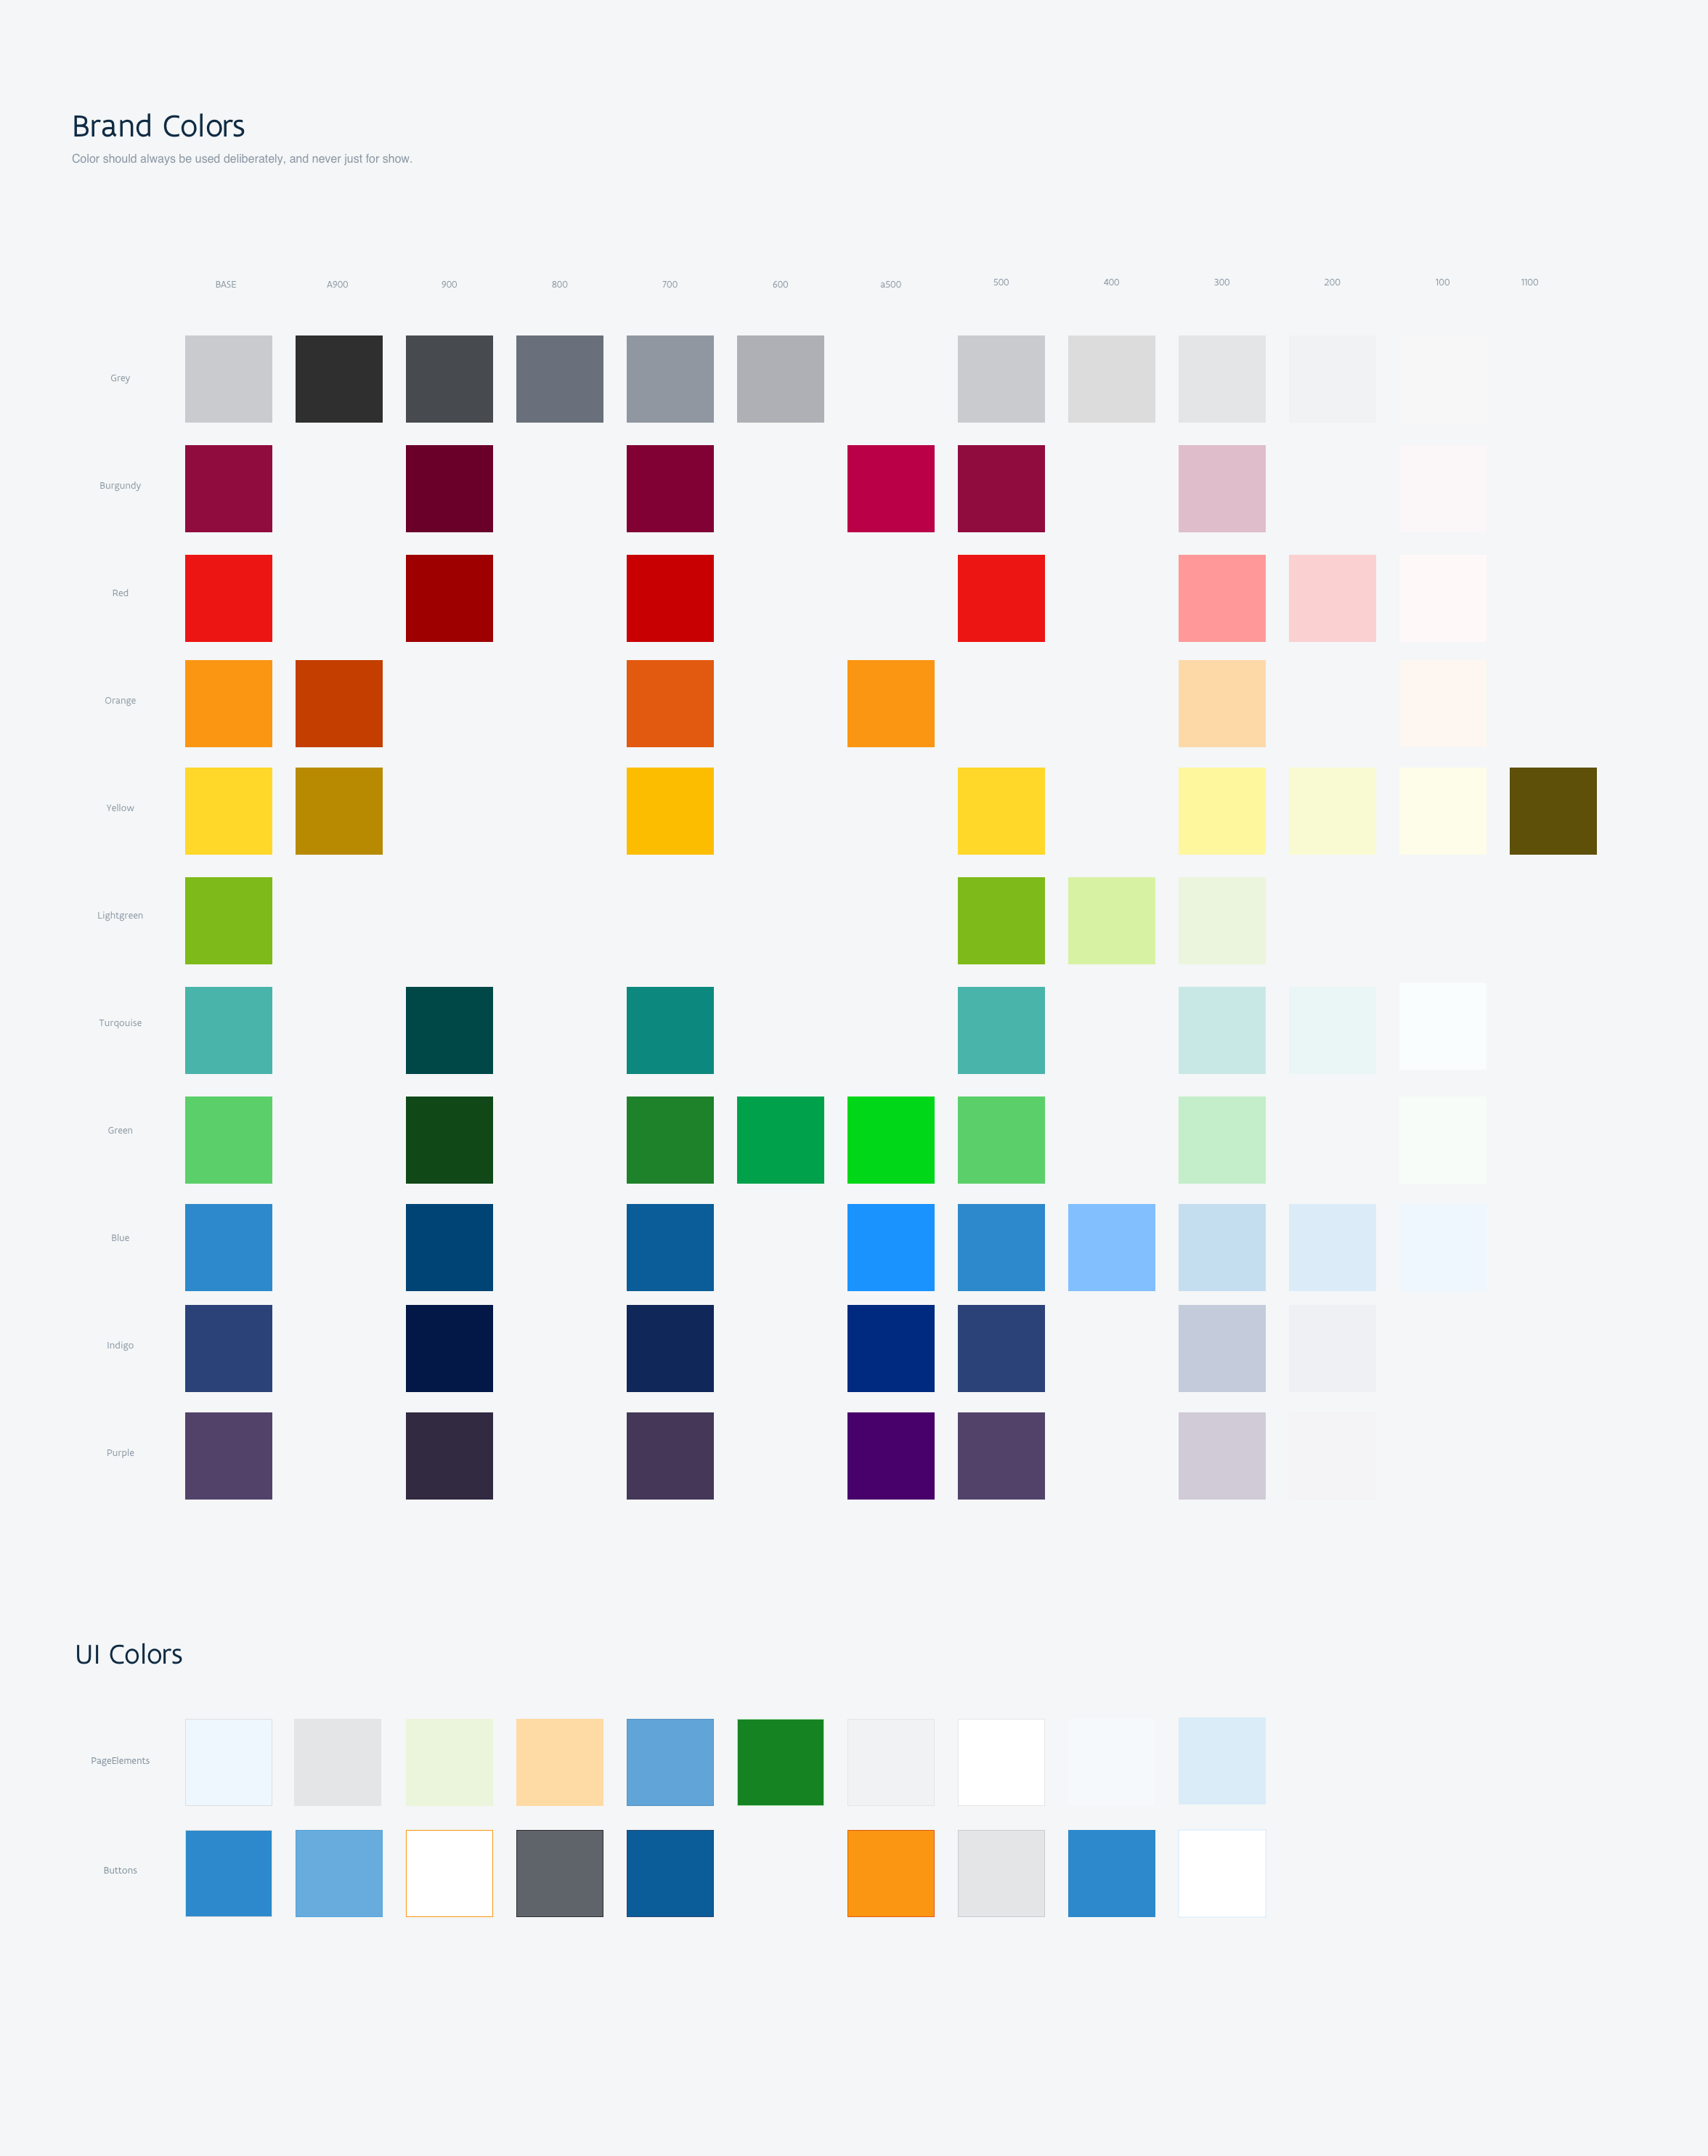 Brand Colors
Color should always be used deliberately, and never just for show.
BASE A900 900 800 700 600 a500 500 400 300 200 100 1100
Grey
Burgundy
Red
Orange
Yellow
Lightgreen
Turqouise
Green
Blue
Indigo
Purple
UI Colors
PageElements
Buttons